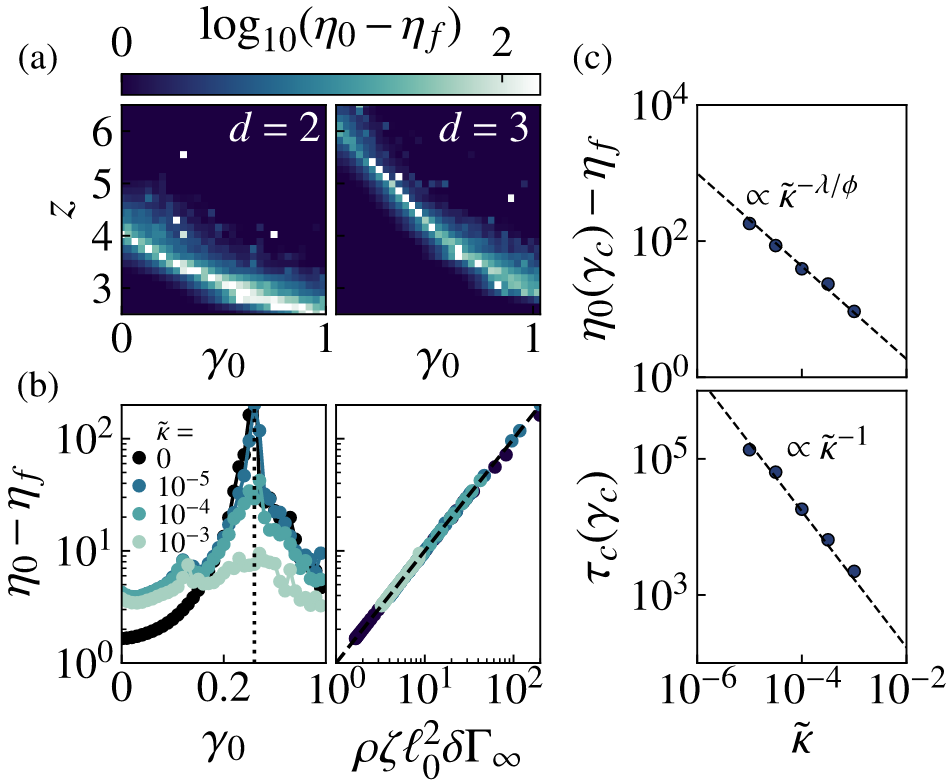 0 log₁₀(η₀ − η_f) 2
(a)
d = 2
d = 3
6
5
4
3
z
0 1
1
γ₀
γ₀
(b)
κ̃ =
0
10⁻⁵
10⁻⁴
10⁻³
10²
10¹
10⁰
η₀ − η_f
0 0.2
γ₀
10⁰ 10¹ 10²
ρζℓ₀²δΓ∞
(c)
10⁴
10²
10⁰
η₀(γ_c) − η_f
∝ κ̃^{−λ/ϕ}
10⁵
10³
τ_c(γ_c)
∝ κ̃⁻¹
10⁻⁶ 10⁻⁴ 10⁻²
κ̃